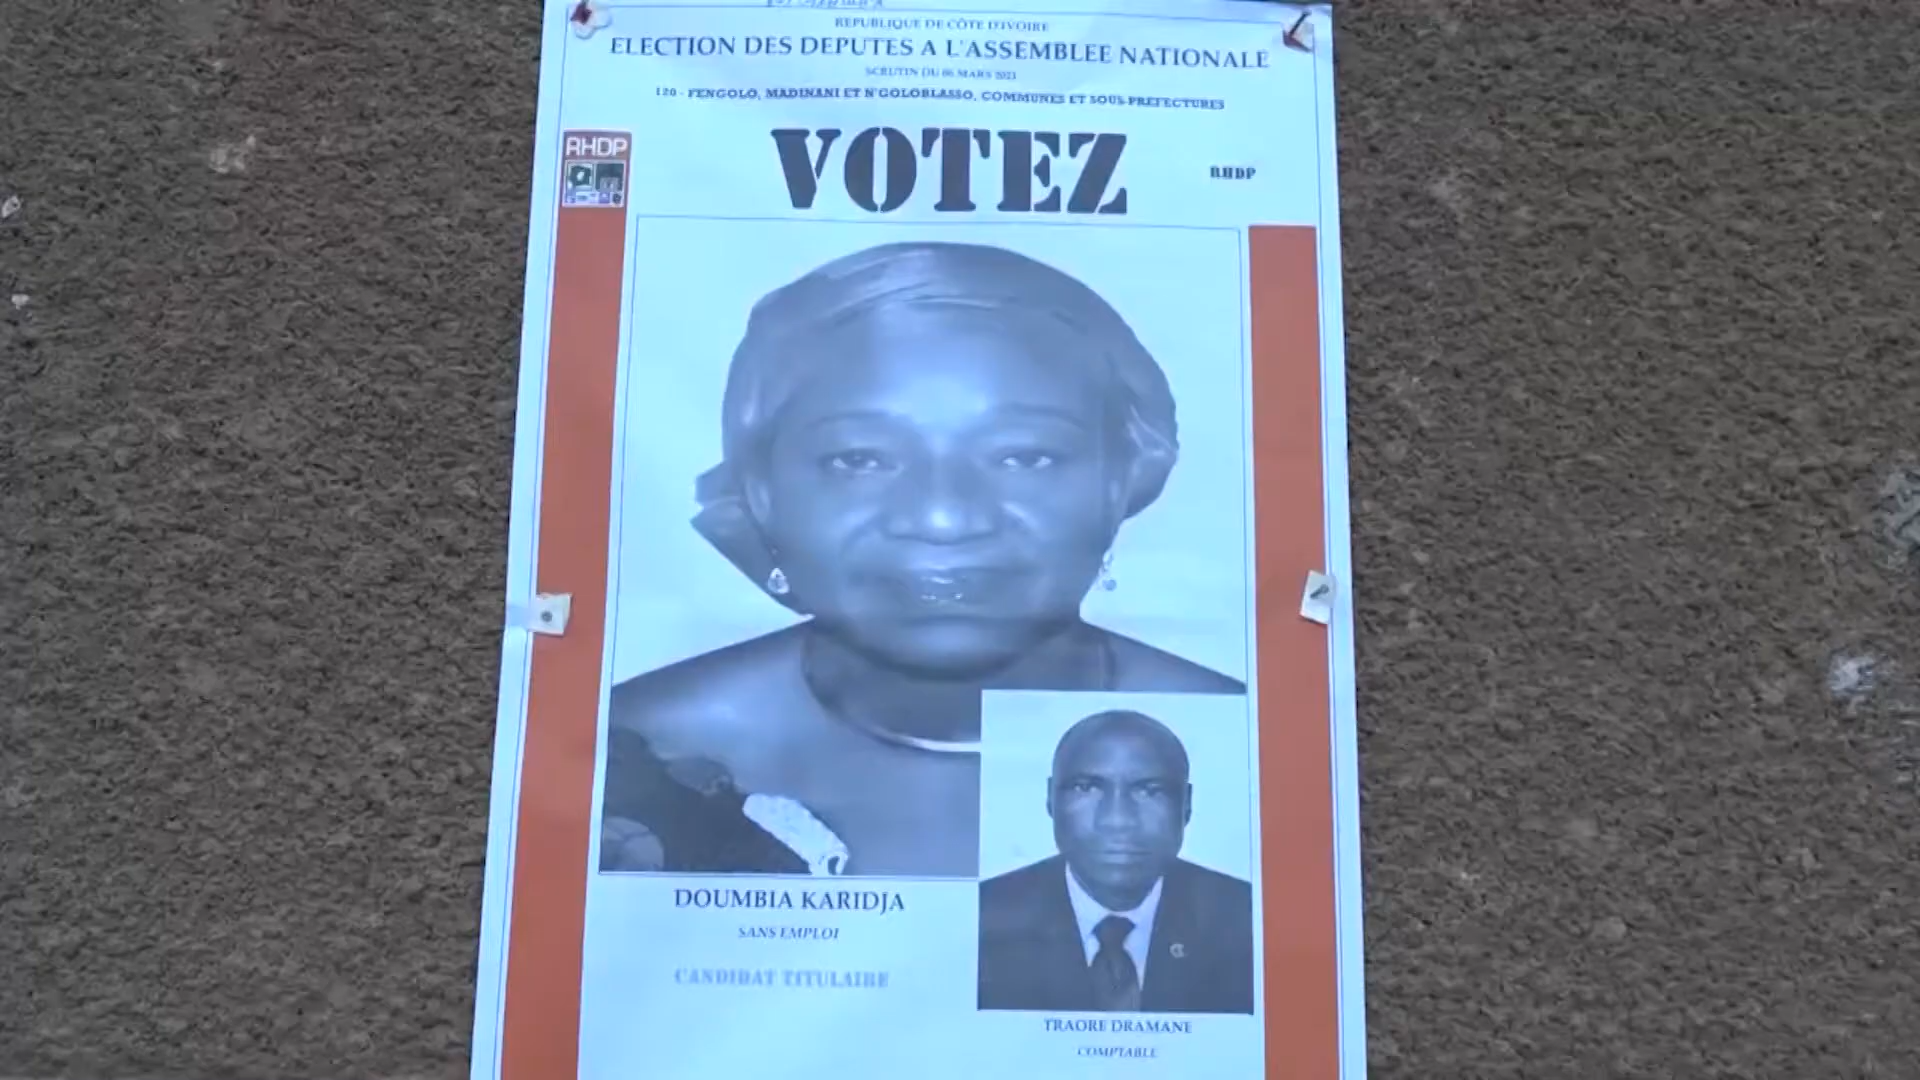 REPUBLIQUE DE CÔTE D'IVOIRE
ELECTION DES DEPUTES A L'ASSEMBLEE NATIONALE
SCRUTIN DU 06 MARS 2021
120 - FENGOLO, MADINANI ET N'GOLOBLASSO, COMMUNES ET SOUS-PREFECTURES
RHDP
VOTEZ
RHDP
DOUMBIA KARIDJA
SANS EMPLOI
CANDIDAT TITULAIRE
TRAORE DRAMANE
COMPTABLE